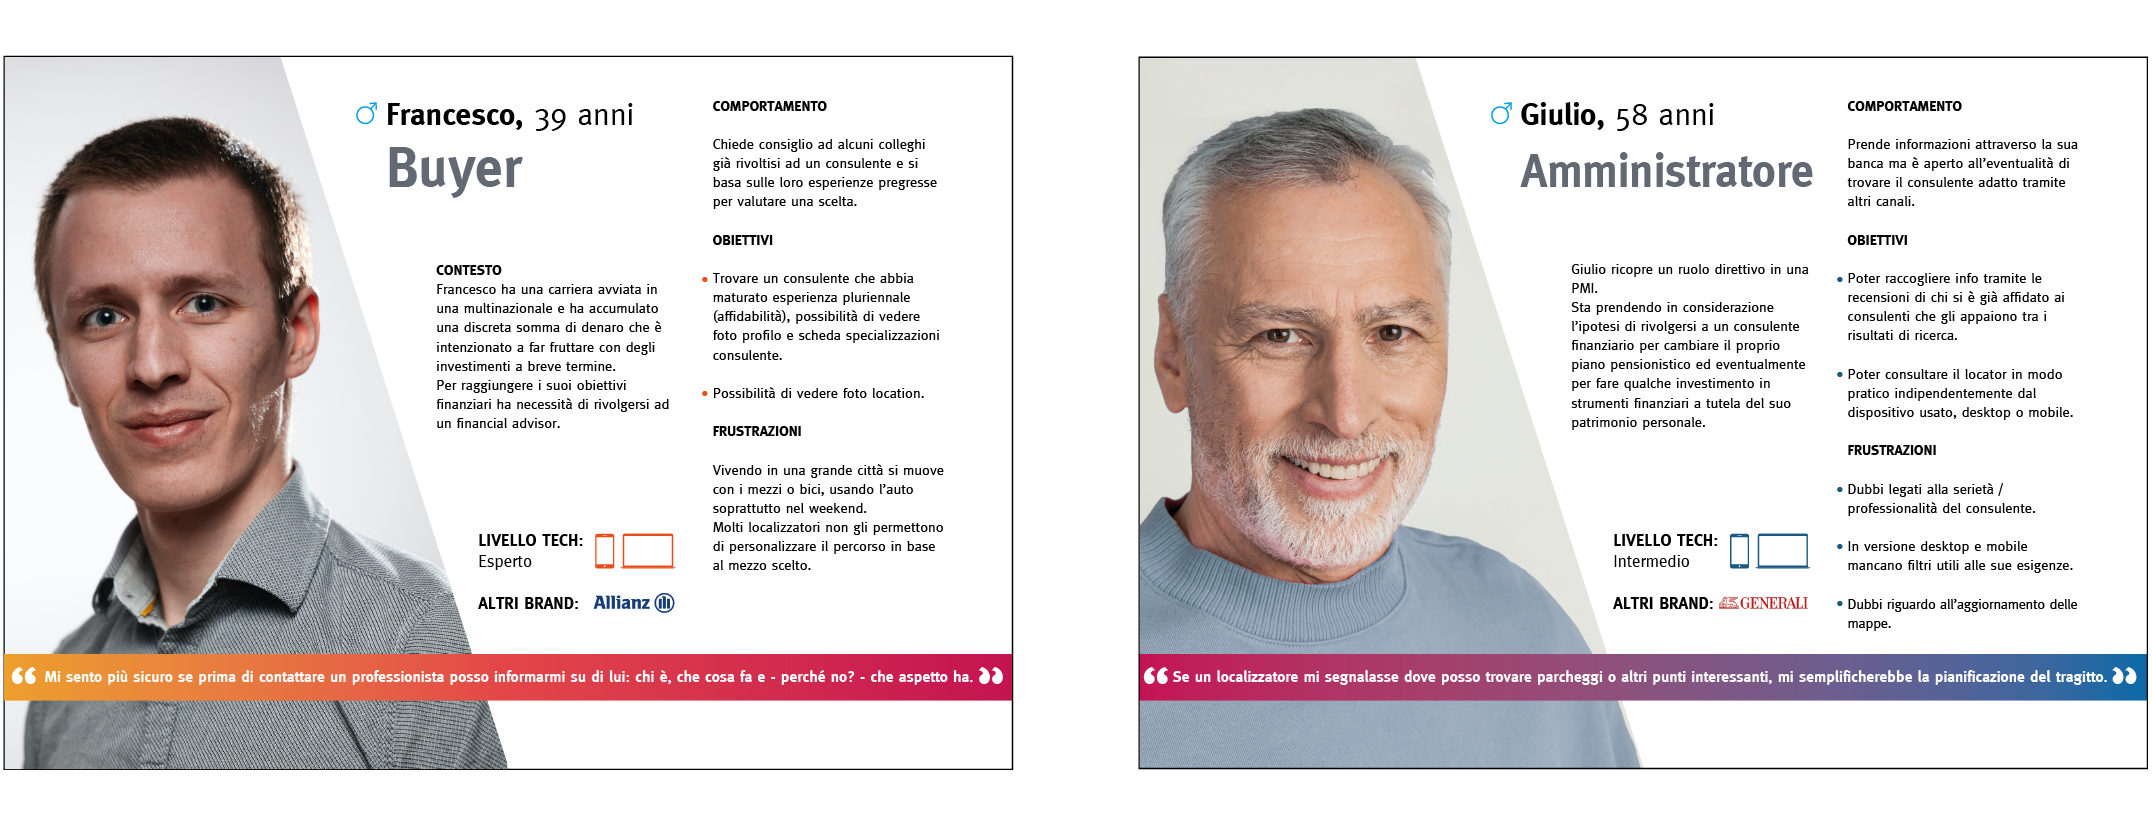 Francesco, 39 anni
Buyer
CONTESTO
Francesco ha una carriera avviata in
una multinazionale e ha accumulato
una discreta somma di denaro che è
intenzionato a far fruttare con degli
investimenti a breve termine.
Per raggiungere i suoi obiettivi
finanziari ha necessità di rivolgersi ad
un financial advisor.
LIVELLO TECH:
Esperto
ALTRI BRAND: Allianz
COMPORTAMENTO
Chiede consiglio ad alcuni colleghi
già rivoltisi ad un consulente e si
basa sulle loro esperienze pregresse
per valutare una scelta.
OBIETTIVI
• Trovare un consulente che abbia
maturato esperienza pluriennale
(affidabilità), possibilità di vedere
foto profilo e scheda specializzazioni
consulente.
• Possibilità di vedere foto location.
FRUSTRAZIONI
Vivendo in una grande città si muove
con i mezzi o bici, usando l'auto
soprattutto nel weekend.
Molti localizzatori non gli permettono
di personalizzare il percorso in base
al mezzo scelto.
“ Mi sento più sicuro se prima di contattare un professionista posso informarmi su di lui: chi è, che cosa fa e - perché no? - che aspetto ha. ”
Giulio, 58 anni
Amministratore
Giulio ricopre un ruolo direttivo in una
PMI.
Sta prendendo in considerazione
l'ipotesi di rivolgersi a un consulente
finanziario per cambiare il proprio
piano pensionistico ed eventualmente
per fare qualche investimento in
strumenti finanziari a tutela del suo
patrimonio personale.
LIVELLO TECH:
Intermedio
ALTRI BRAND: GENERALI
COMPORTAMENTO
Prende informazioni attraverso la sua
banca ma è aperto all'eventualità di
trovare il consulente adatto tramite
altri canali.
OBIETTIVI
• Poter raccogliere info tramite le
recensioni di chi si è già affidato ai
consulenti che gli appaiono tra i
risultati di ricerca.
• Poter consultare il locator in modo
pratico indipendentemente dal
dispositivo usato, desktop o mobile.
FRUSTRAZIONI
• Dubbi legati alla serietà /
professionalità del consulente.
• In versione desktop e mobile
mancano filtri utili alle sue esigenze.
• Dubbi riguardo all'aggiornamento delle
mappe.
“ Se un localizzatore mi segnalasse dove posso trovare parcheggi o altri punti interessanti, mi semplificherebbe la pianificazione del tragitto. ”